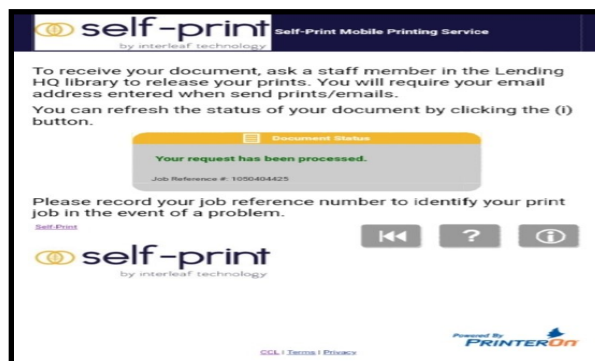 self-print
by interleaf technology
Self-Print Mobile Printing Service
To receive your document, ask a staff member in the Lending
HQ library to release your prints. You will require your email
address entered when send prints/emails.
You can refresh the status of your document by clicking the (i)
button.
Document Status
Your request has been processed.
Job Reference #: 1050404425
Please record your job reference number to identify your print
job in the event of a problem.
Self-Print
?
i
self-print
by interleaf technology
Powered By
PRINTEROn
CCL | Terms | Privacy